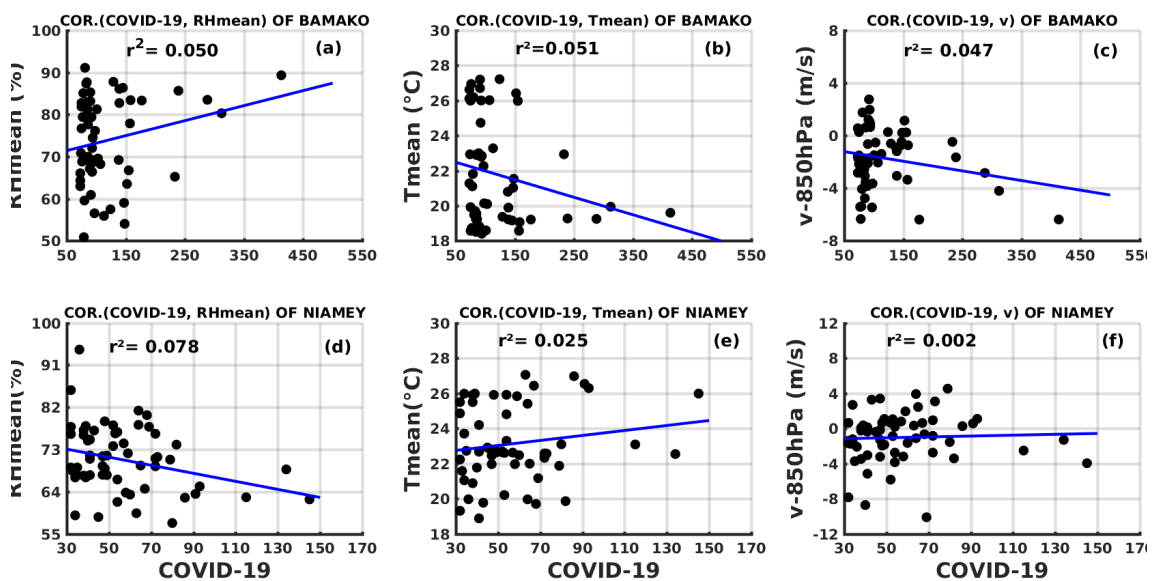 COR.(COVID-19, RHmean) OF BAMAKO
100
90
80
70
60
50
RHmean (%)
r²= 0.050
(a)
50 150 250 350 450 550
COR.(COVID-19, Tmean) OF BAMAKO
30
28
26
24
22
20
18
Tmean (°C)
r²=0.051
(b)
50 150 250 350 450 550
COR.(COVID-19, v) OF BAMAKO
8
4
0
-4
-8
v-850hPa (m/s)
r²= 0.047
(c)
50 150 250 350 450
COR.(COVID-19, RHmean) OF NIAMEY
100
91
82
73
64
55
RHmean(%)
r²= 0.078
(d)
30 50 70 90 110 130 150 170
COVID-19
COR.(COVID-19, Tmean) OF NIAMEY
30
28
26
24
22
20
18
Tmean(°C)
r²= 0.025
(e)
30 50 70 90 110 130 150 170
COVID-19
COR.(COVID-19, v) OF NIAMEY
12
8
4
0
-4
-8
-12
v-850hPa (m/s)
r²= 0.002
(f)
30 50 70 90 110 130 150
COVID-19